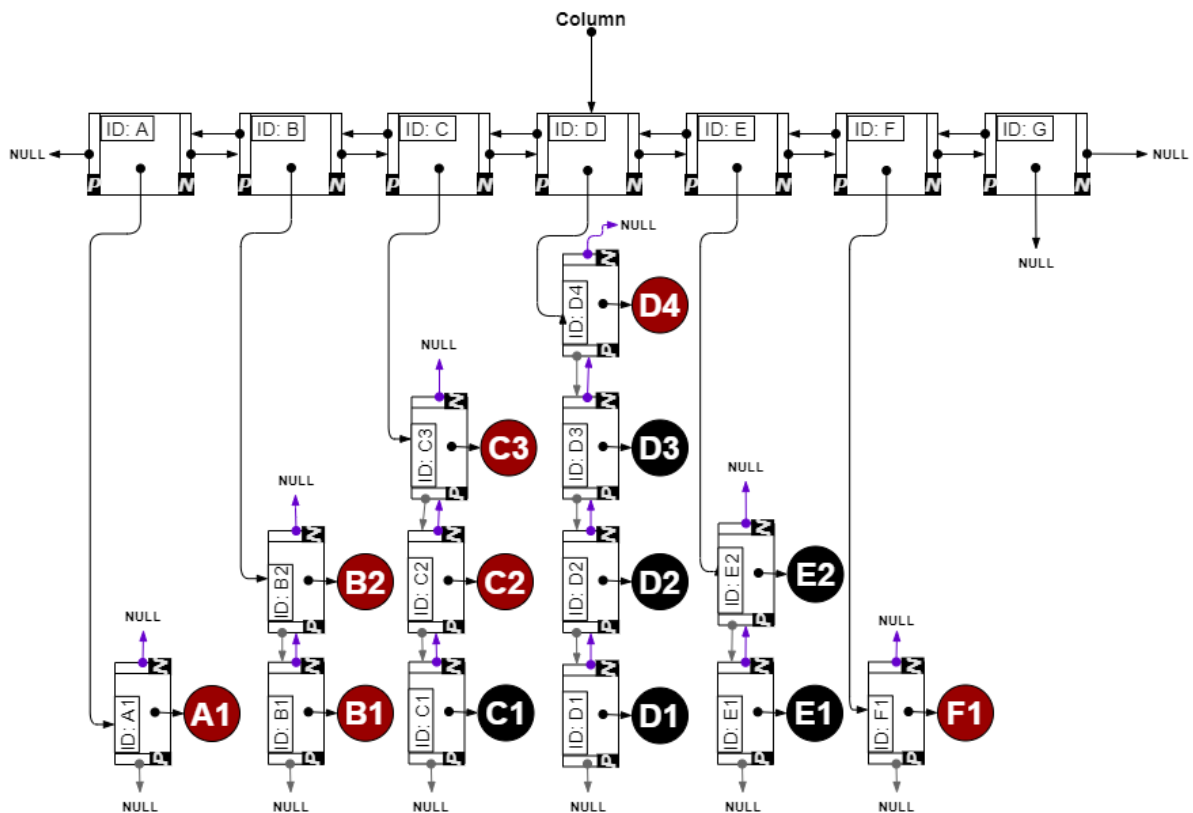 Column
ID: A
ID: B
ID: C
ID: D
ID: E
ID: F
ID: G
NULL
NULL
P N
P N
P N
P N
P N
P N
P N
NULL
N
NULL
ID: D4
D4
P
NULL
N
N
ID: C3
C3
ID: D3
D3
P
P
NULL
NULL
N
N
N
N
ID: B2
B2
ID: C2
C2
ID: D2
D2
ID: E2
E2
P
P
P
P
NULL
NULL
N
N
N
N
N
N
ID: A1
A1
ID: B1
B1
ID: C1
C1
ID: D1
D1
ID: E1
E1
ID: F1
F1
P
P
P
P
P
P
NULL
NULL
NULL
NULL
NULL
NULL